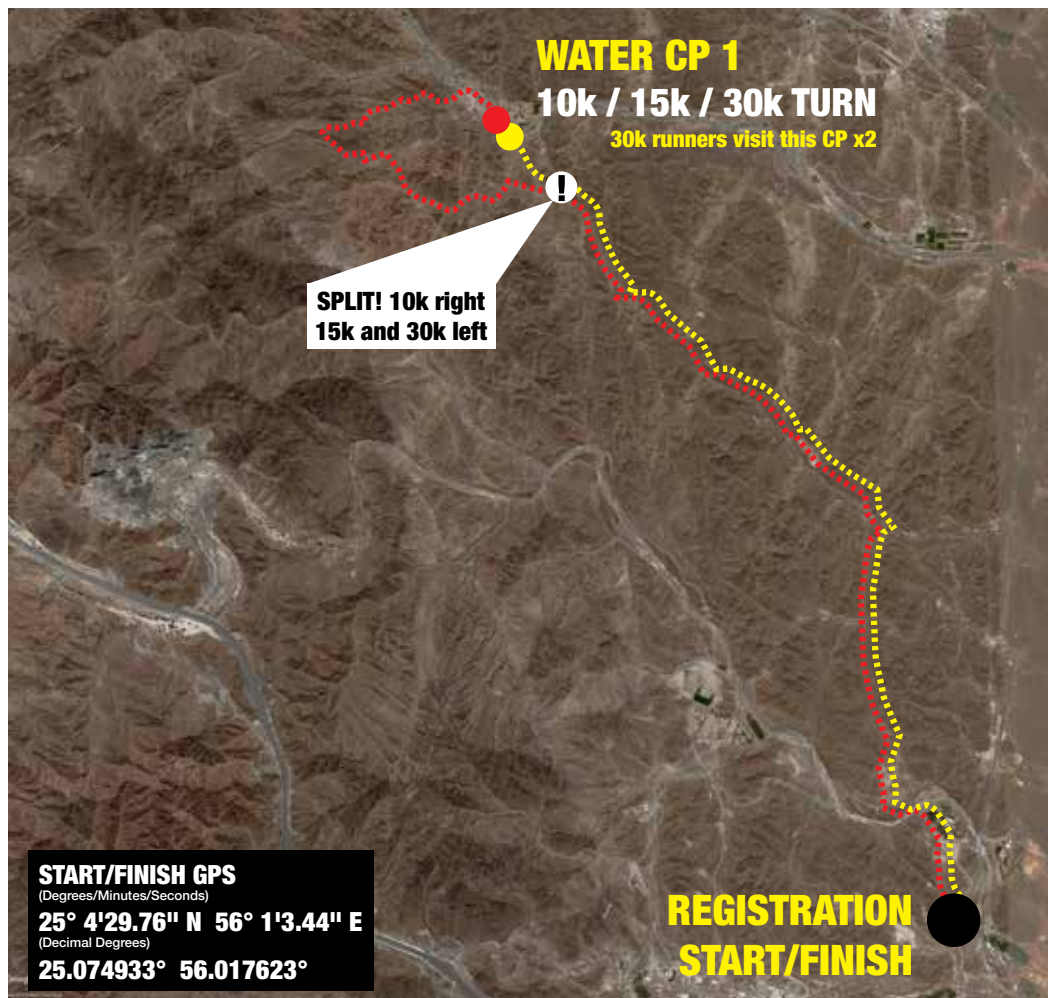 WATER CP 1
10k / 15k / 30k TURN
30k runners visit this CP x2
!
SPLIT! 10k right
15k and 30k left
START/FINISH GPS
(Degrees/Minutes/Seconds)
25° 4'29.76" N  56° 1'3.44" E
(Decimal Degrees)
25.074933°  56.017623°
REGISTRATION
START/FINISH